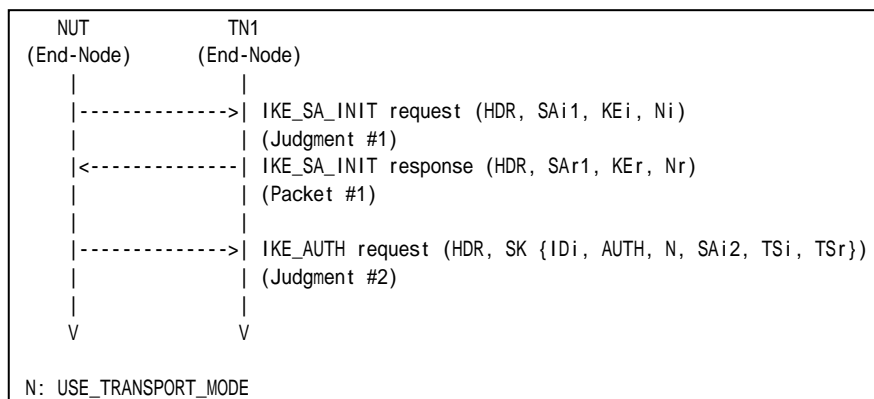 NUT TN1
(End-Node) (End-Node)
| |
|-------------->| IKE_SA_INIT request (HDR, SAi1, KEi, Ni)
| | (Judgment #1)
|<--------------| IKE_SA_INIT response (HDR, SAr1, KEr, Nr)
| | (Packet #1)
| |
|-------------->| IKE_AUTH request (HDR, SK {IDi, AUTH, N, SAi2, TSi, TSr})
| | (Judgment #2)
| |
V V
N: USE_TRANSPORT_MODE